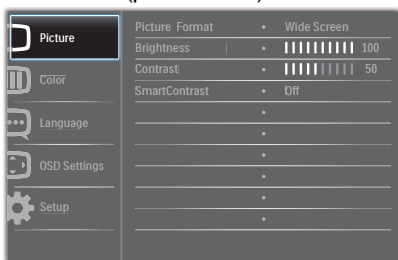 Picture
Color
Language
OSD Settings
Setup
Picture Format • Wide Screen
Brightness • 100
Contrast • 50
SmartContrast • Off